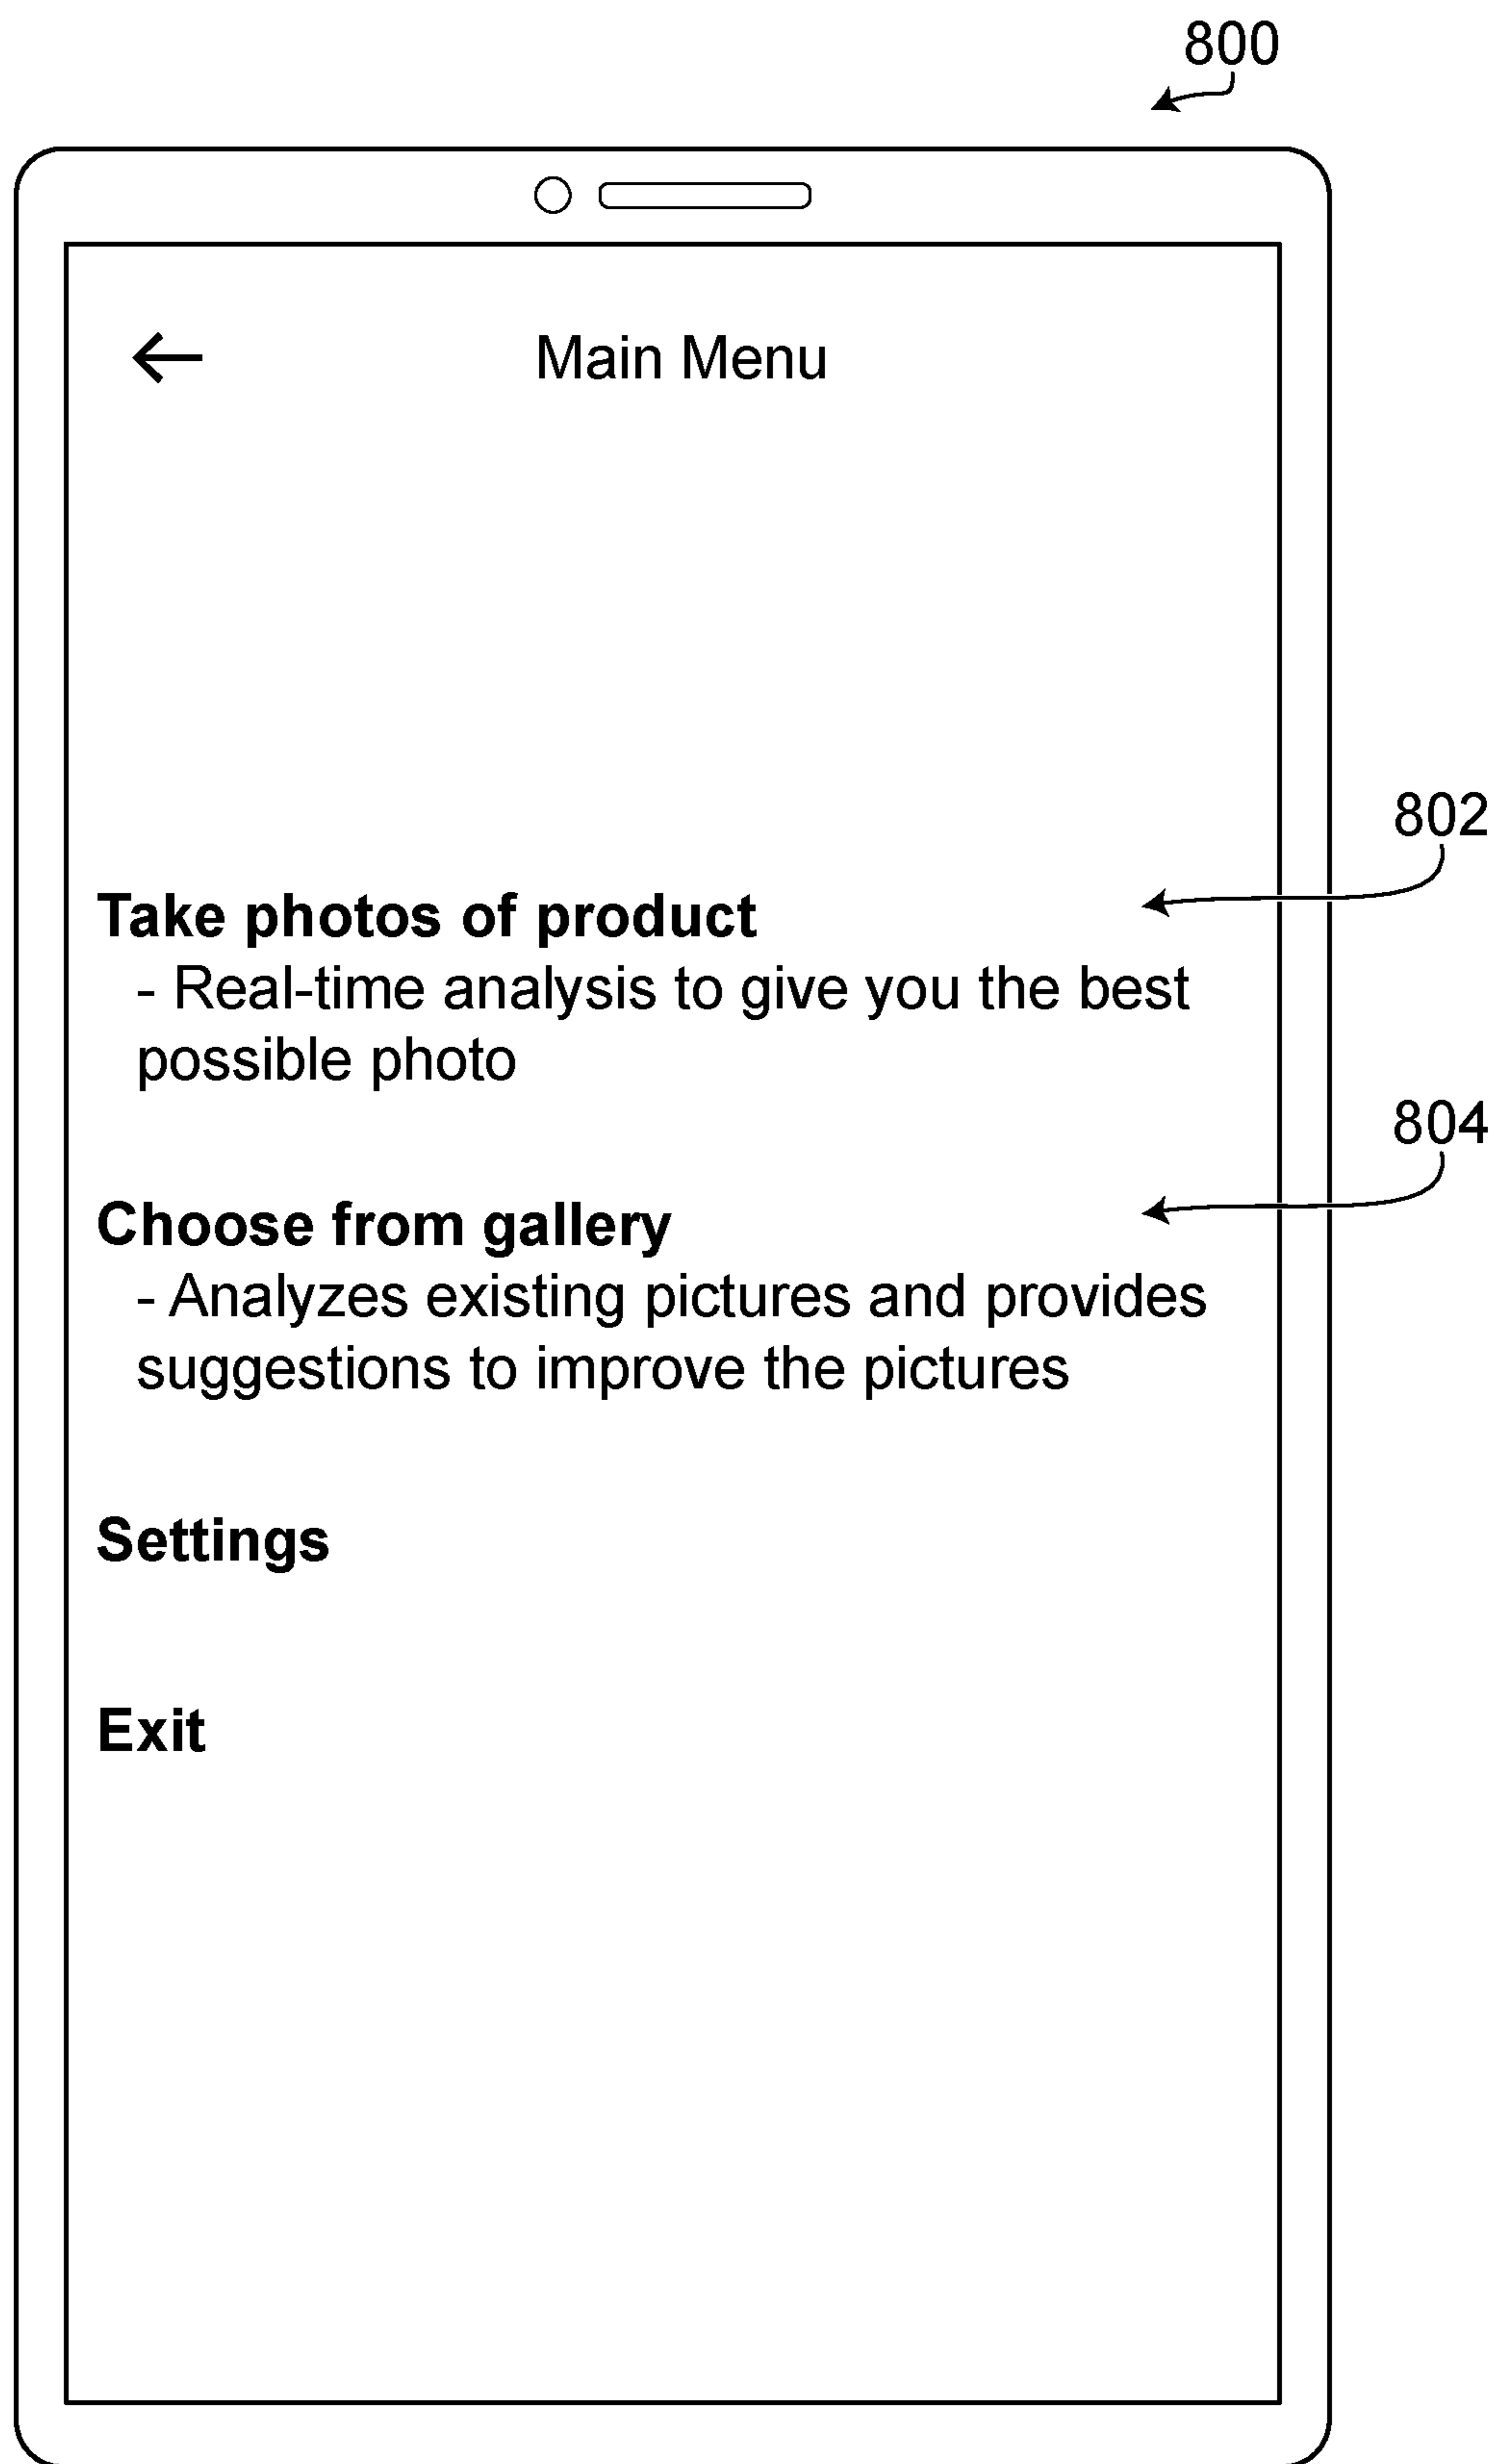 800
Main Menu
802
Take photos of product
- Real-time analysis to give you the best
possible photo
804
Choose from gallery
- Analyzes existing pictures and provides
suggestions to improve the pictures
Settings
Exit